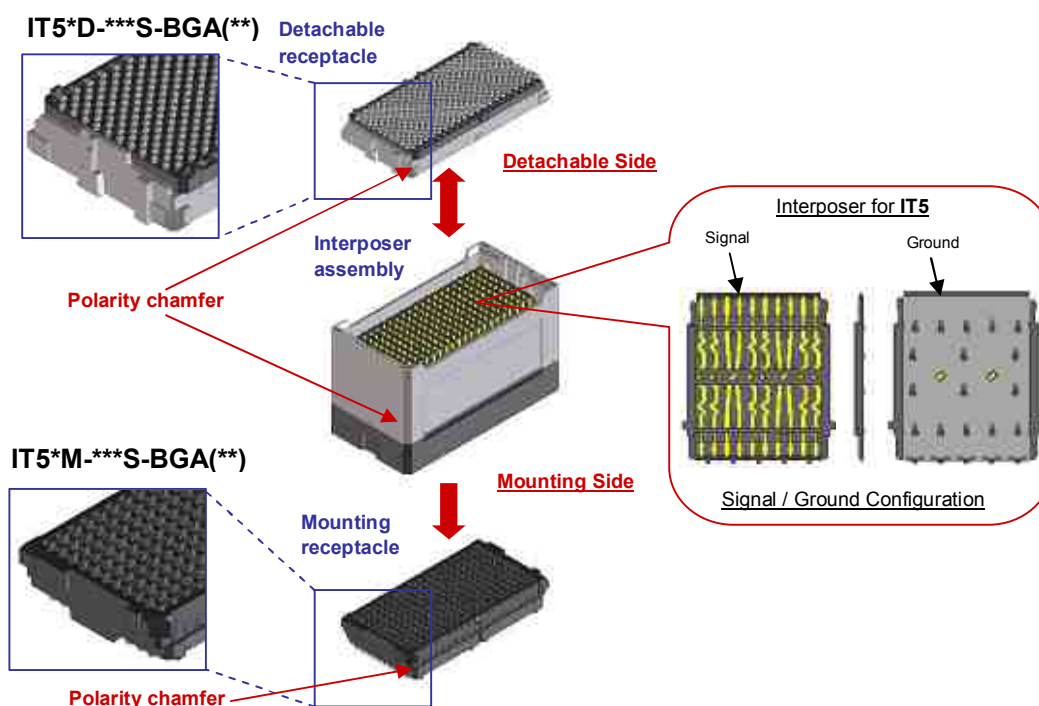 IT5*D-***S-BGA(**)
Detachable
receptacle
Detachable Side
Interposer for IT5
Signal
Ground
Interposer
assembly
Polarity chamfer
IT5*M-***S-BGA(**)
Mounting Side
Signal / Ground Configuration
Mounting
receptacle
Polarity chamfer